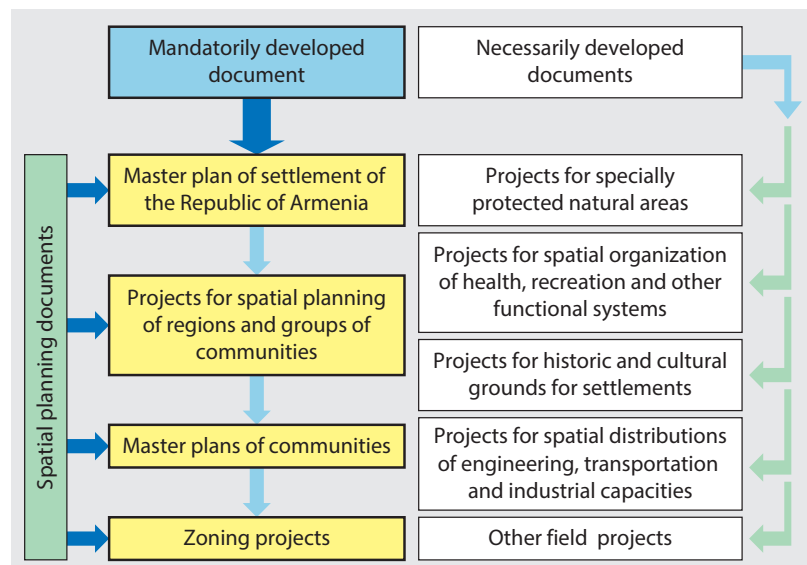 Mandatorily developed
document
Necessarily developed
documents
Spatial planning documents
Master plan of settlement of
the Republic of Armenia
Projects for spatial planning
of regions and groups of
communities
Master plans of communities
Zoning projects
Projects for specially
protected natural areas
Projects for spatial organization
of health, recreation and other
functional systems
Projects for historic and cultural
grounds for settlements
Projects for spatial distributions
of engineering, transportation
and industrial capacities
Other field projects